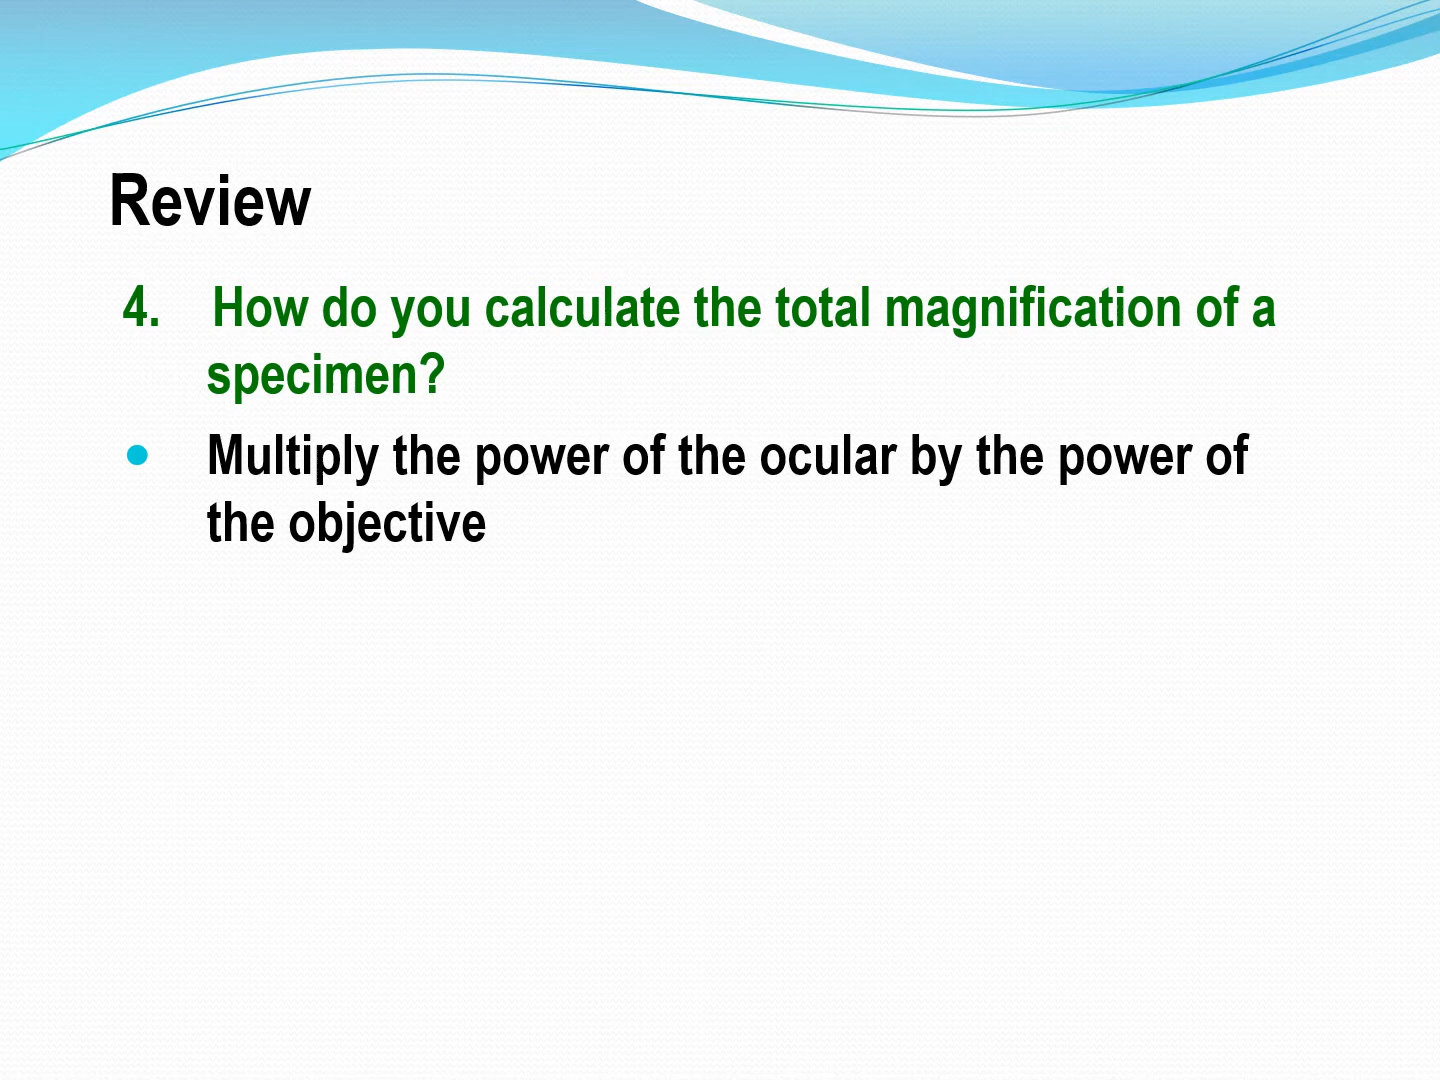 Review
4. How do you calculate the total magnification of a
specimen?
• Multiply the power of the ocular by the power of
the objective